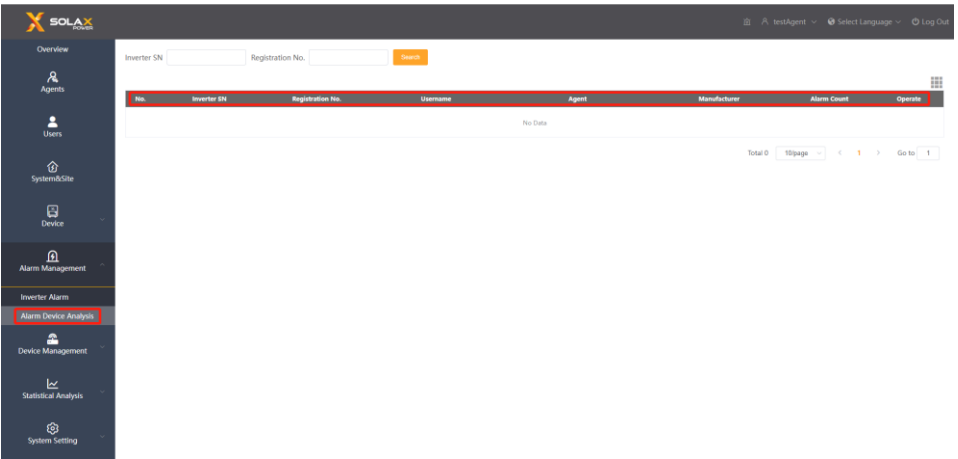 SOLAX
POWER
testAgent Select Language Log Out
Overview
Agents
Users
System&Site
Device
Alarm Management
Inverter Alarm
Alarm Device Analysis
Device Management
Statistical Analysis
System Setting
Inverter SN Registration No. Search
No. Inverter SN Registration No. Username Agent Manufacturer Alarm Count Operate
No Data
Total 0 10/page < 1 > Go to 1